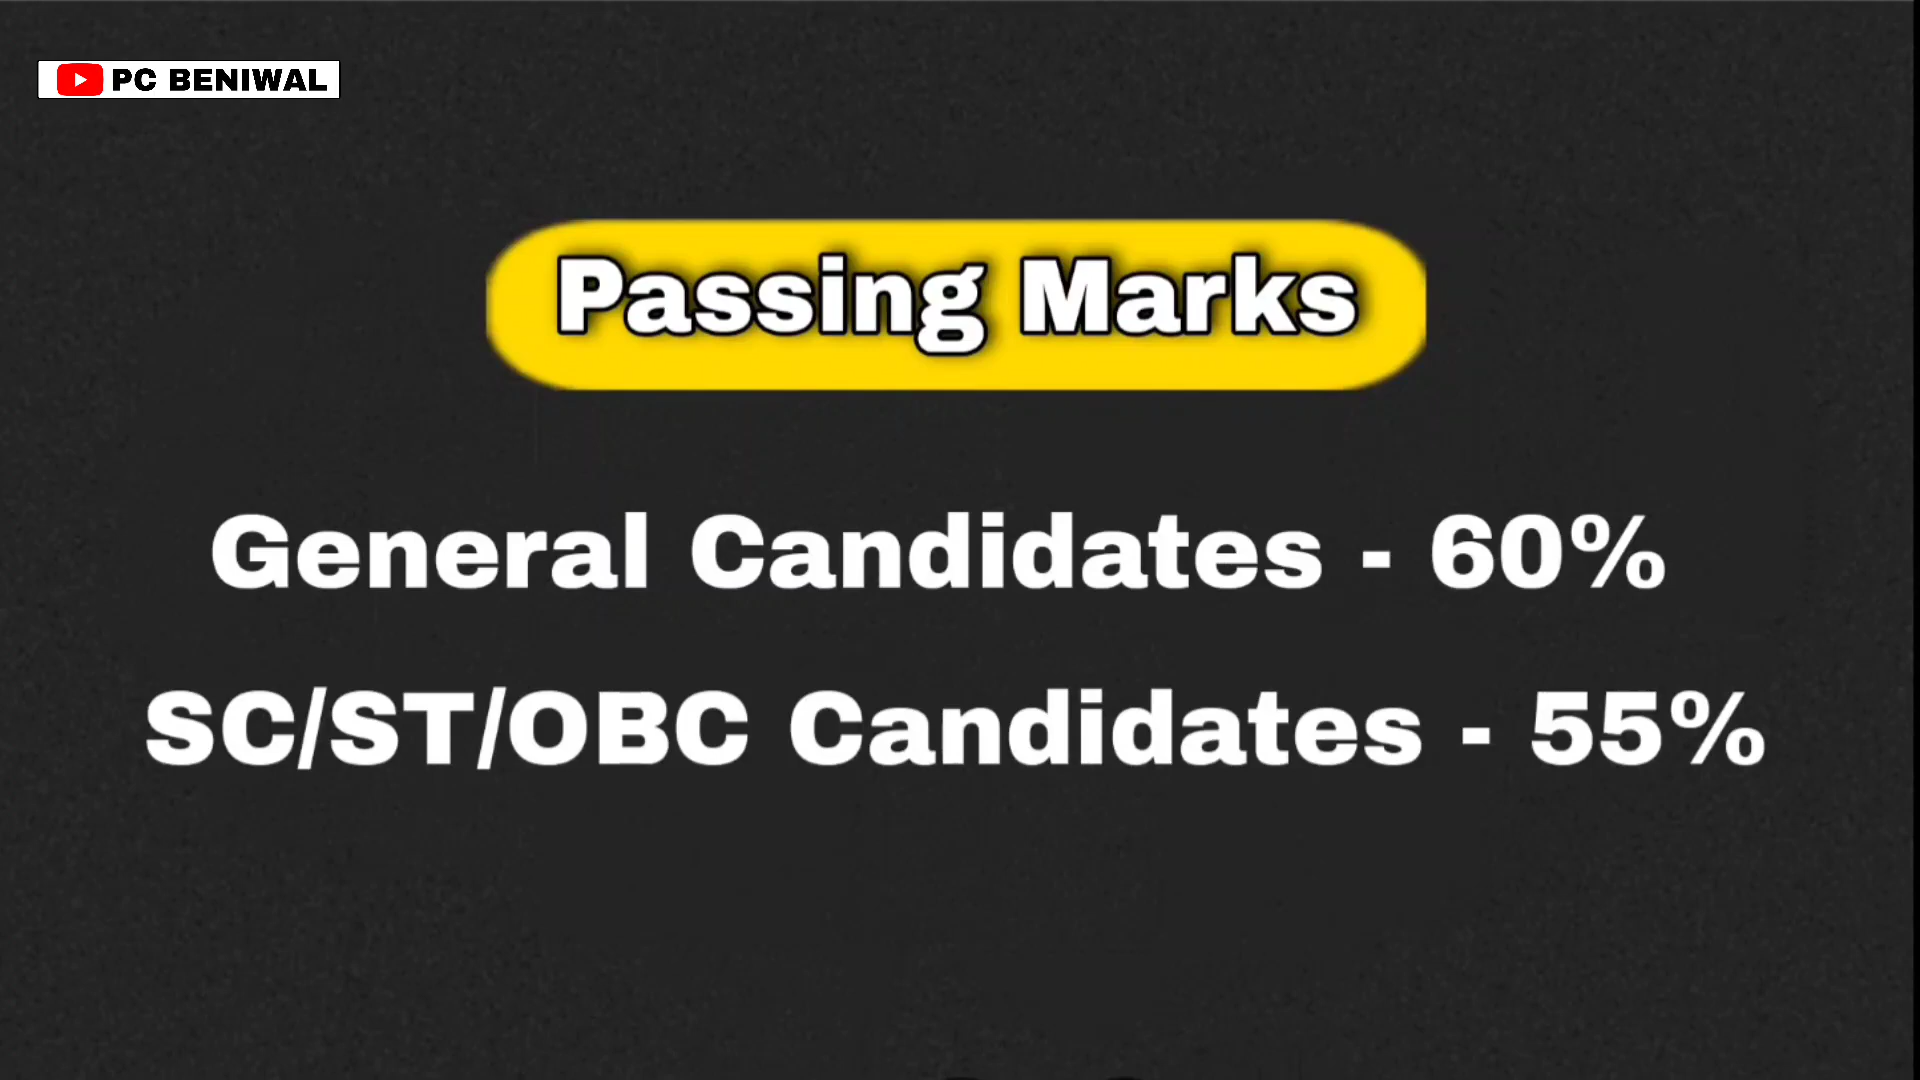 PC BENIWAL
Passing Marks
General Candidates - 60%
SC/ST/OBC Candidates - 55%